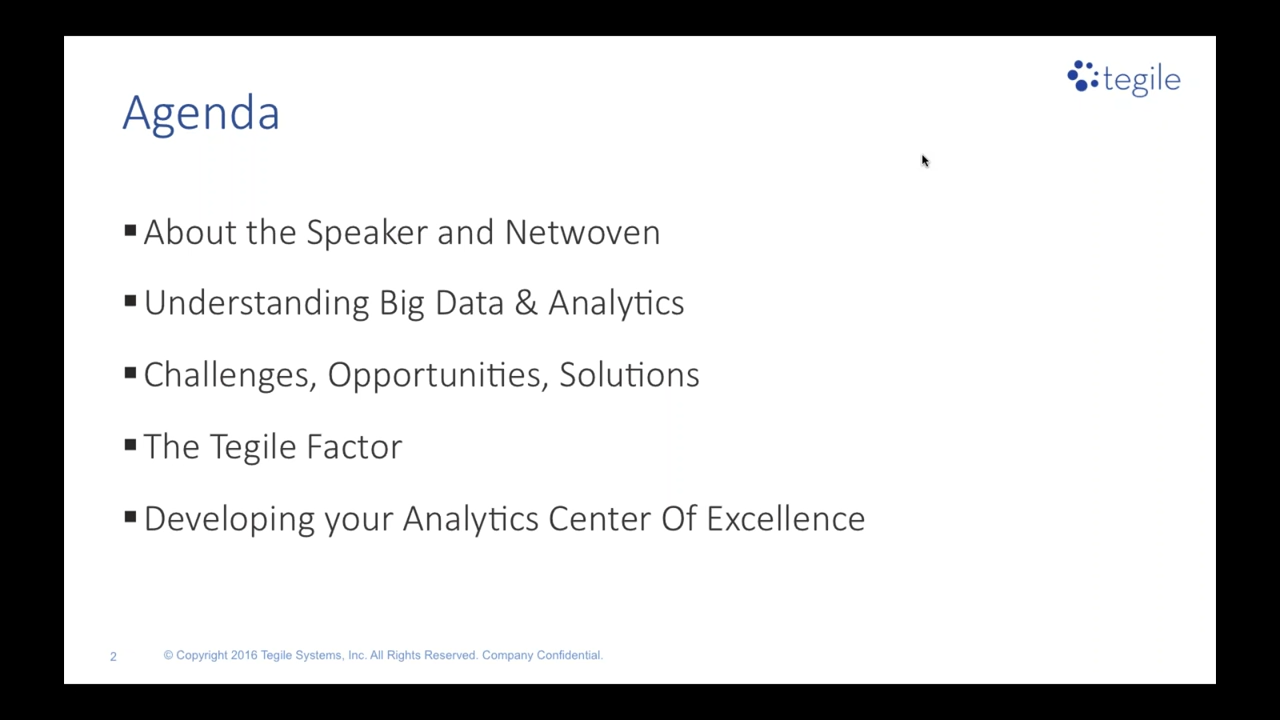 tegile
Agenda
▪ About the Speaker and Netwoven
▪ Understanding Big Data & Analytics
▪ Challenges, Opportunities, Solutions
▪ The Tegile Factor
▪ Developing your Analytics Center Of Excellence
2 © Copyright 2016 Tegile Systems, Inc. All Rights Reserved. Company Confidential.